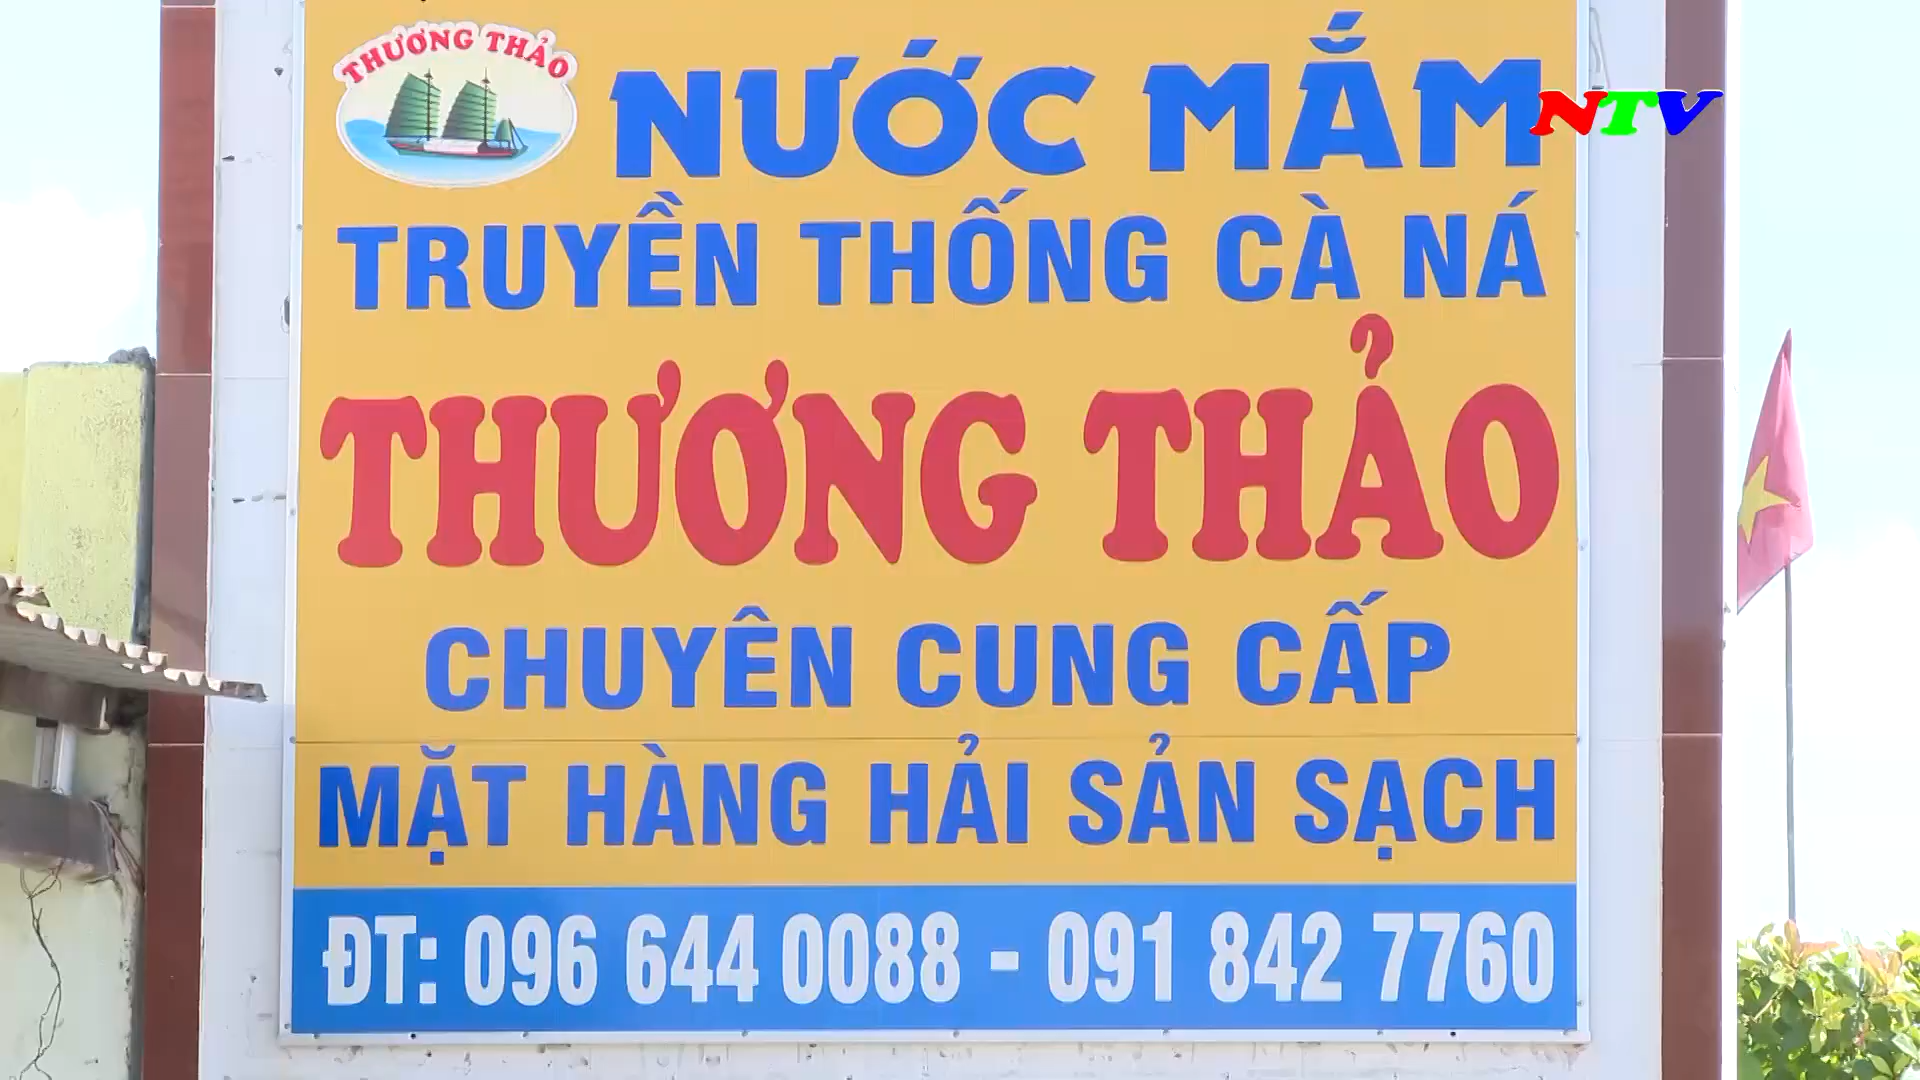 THƯƠNG THẢO
NƯỚC MẮM
NTV
TRUYỀN THỐNG CÀ NÁ
THƯƠNG THẢO
CHUYÊN CUNG CẤP
MẶT HÀNG HẢI SẢN SẠCH
ĐT: 096 644 0088 - 091 842 7760